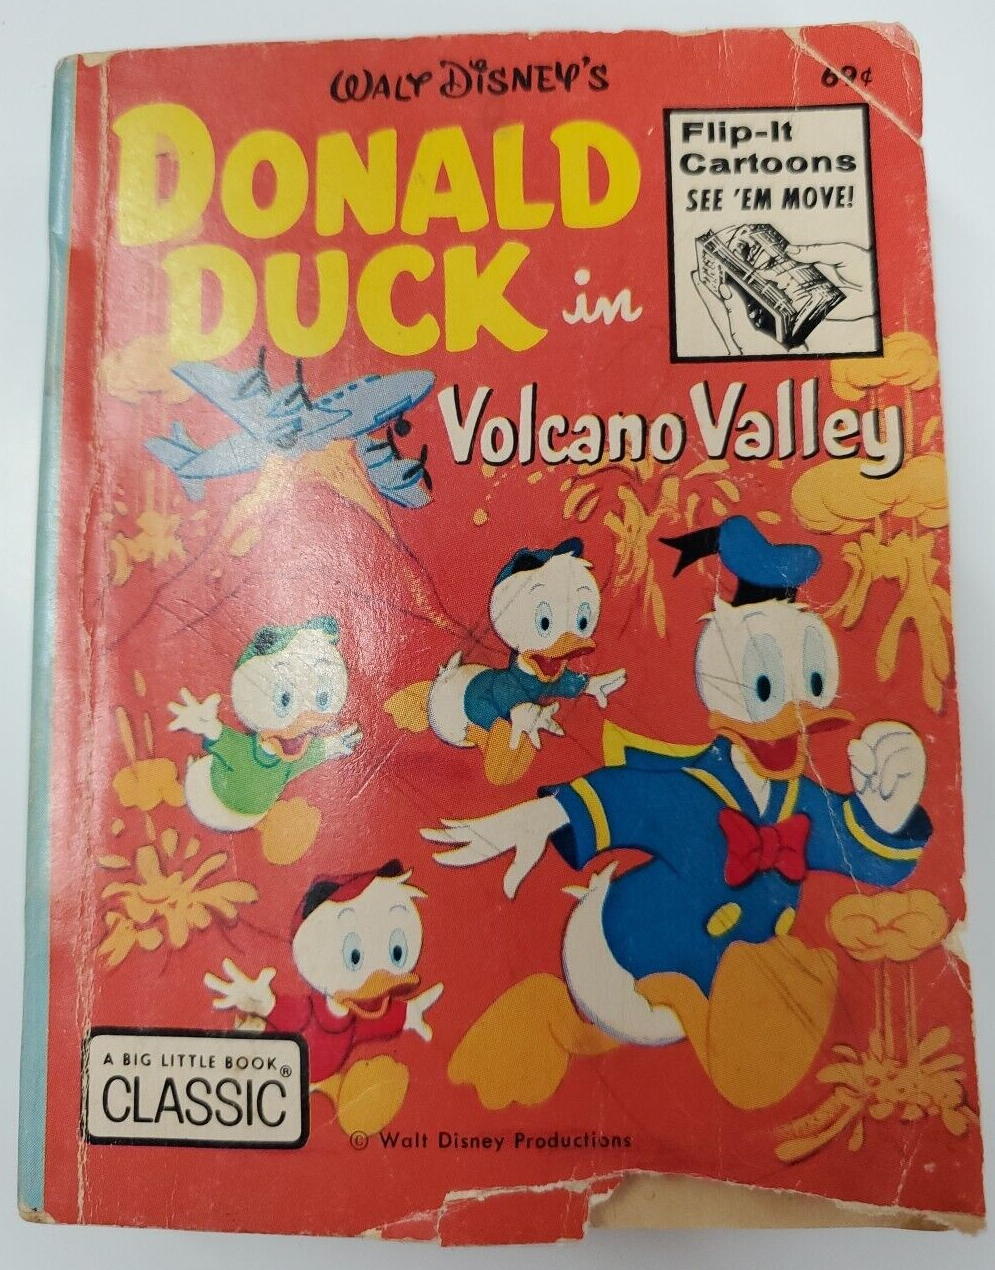 WALT DISNEY'S
69¢
DONALD
DUCK in
Flip-It
Cartoons
SEE 'EM MOVE!
Volcano Valley
A BIG LITTLE BOOK®
CLASSIC
© Walt Disney Productions